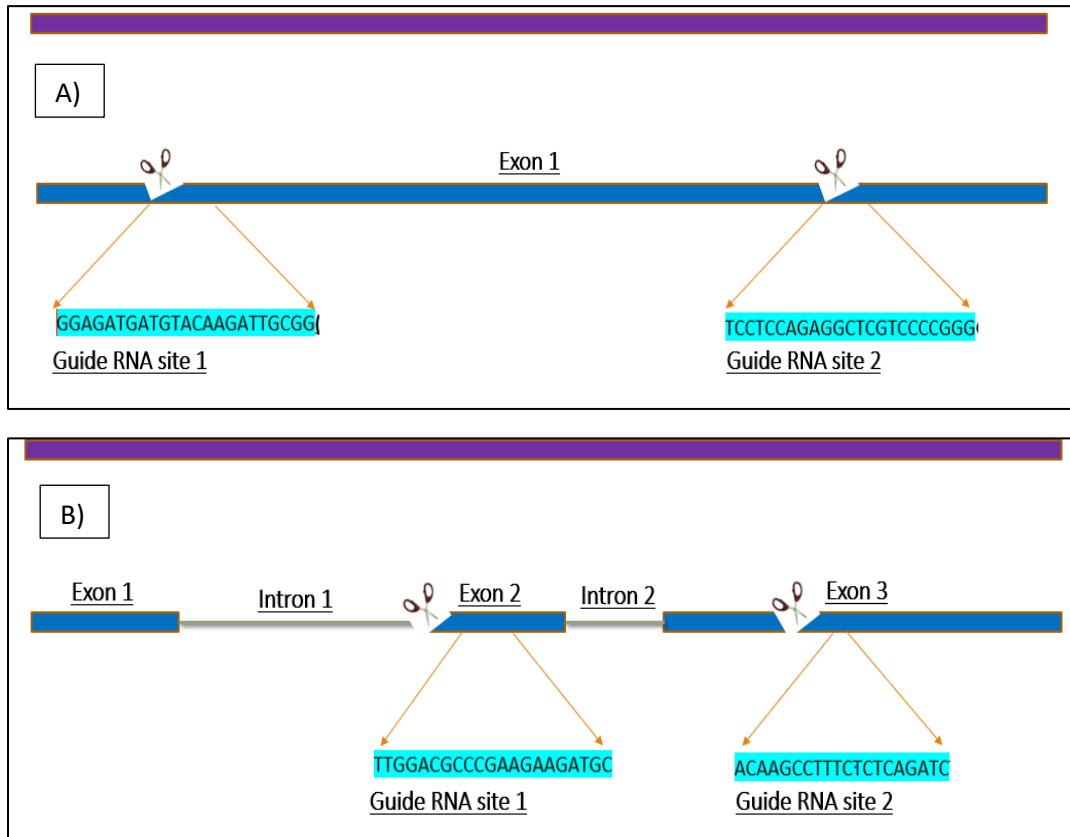 A)
Exon 1
GGAGATGATGTACAAGATTGCGG(
Guide RNA site 1
TCCTCCAGAGGCTCGTCCCCGGG
Guide RNA site 2
B)
Exon 1
Intron 1
Exon 2
Intron 2
Exon 3
TTGGACGCCCGAAGAAGATGC
Guide RNA site 1
ACAAGCCTTTCTCTCAGATC
Guide RNA site 2